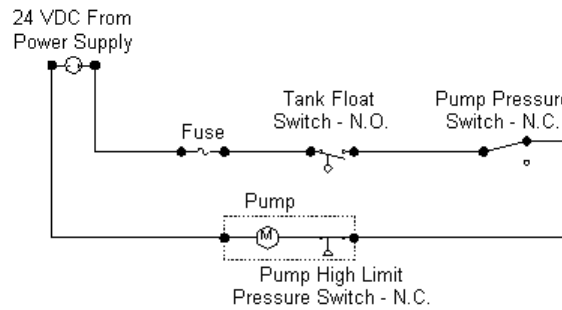 24 VDC From
Power Supply
Tank Float
Switch - N.O.
Pump Pressure
Switch - N.C.
Fuse
Pump
M
Pump High Limit
Pressure Switch - N.C.